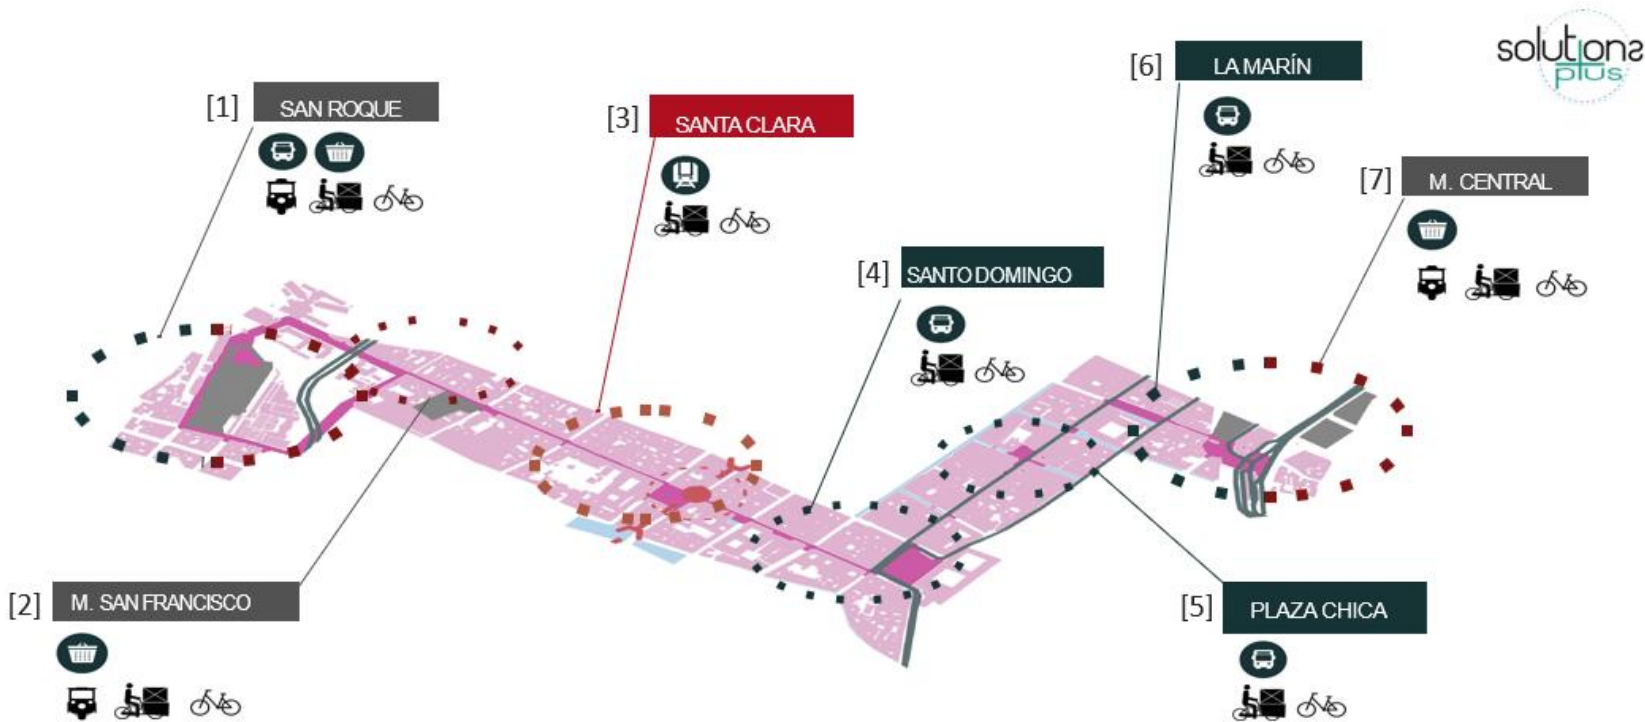 solutions
plus
[6] LA MARÍN
[1] SAN ROQUE
[3] SANTA CLARA
[7] M. CENTRAL
[4] SANTO DOMINGO
[2] M. SAN FRANCISCO
[5] PLAZA CHICA